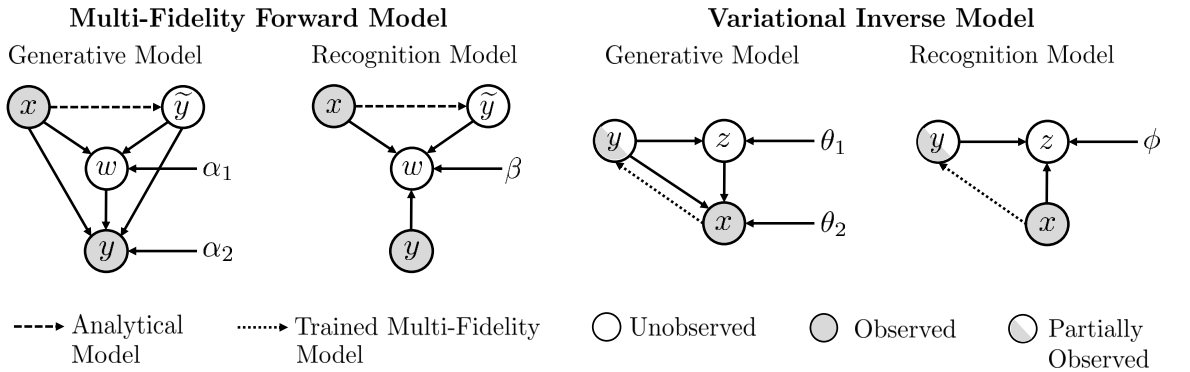 Multi-Fidelity Forward Model
Variational Inverse Model
Generative Model
Recognition Model
Generative Model
Recognition Model
x
ỹ
w
α₁
y
α₂
x
ỹ
w
β
y
y
z
θ₁
x
θ₂
y
z
ϕ
x
Analytical
Model
Trained Multi-Fidelity
Model
Unobserved
Observed
Partially
Observed